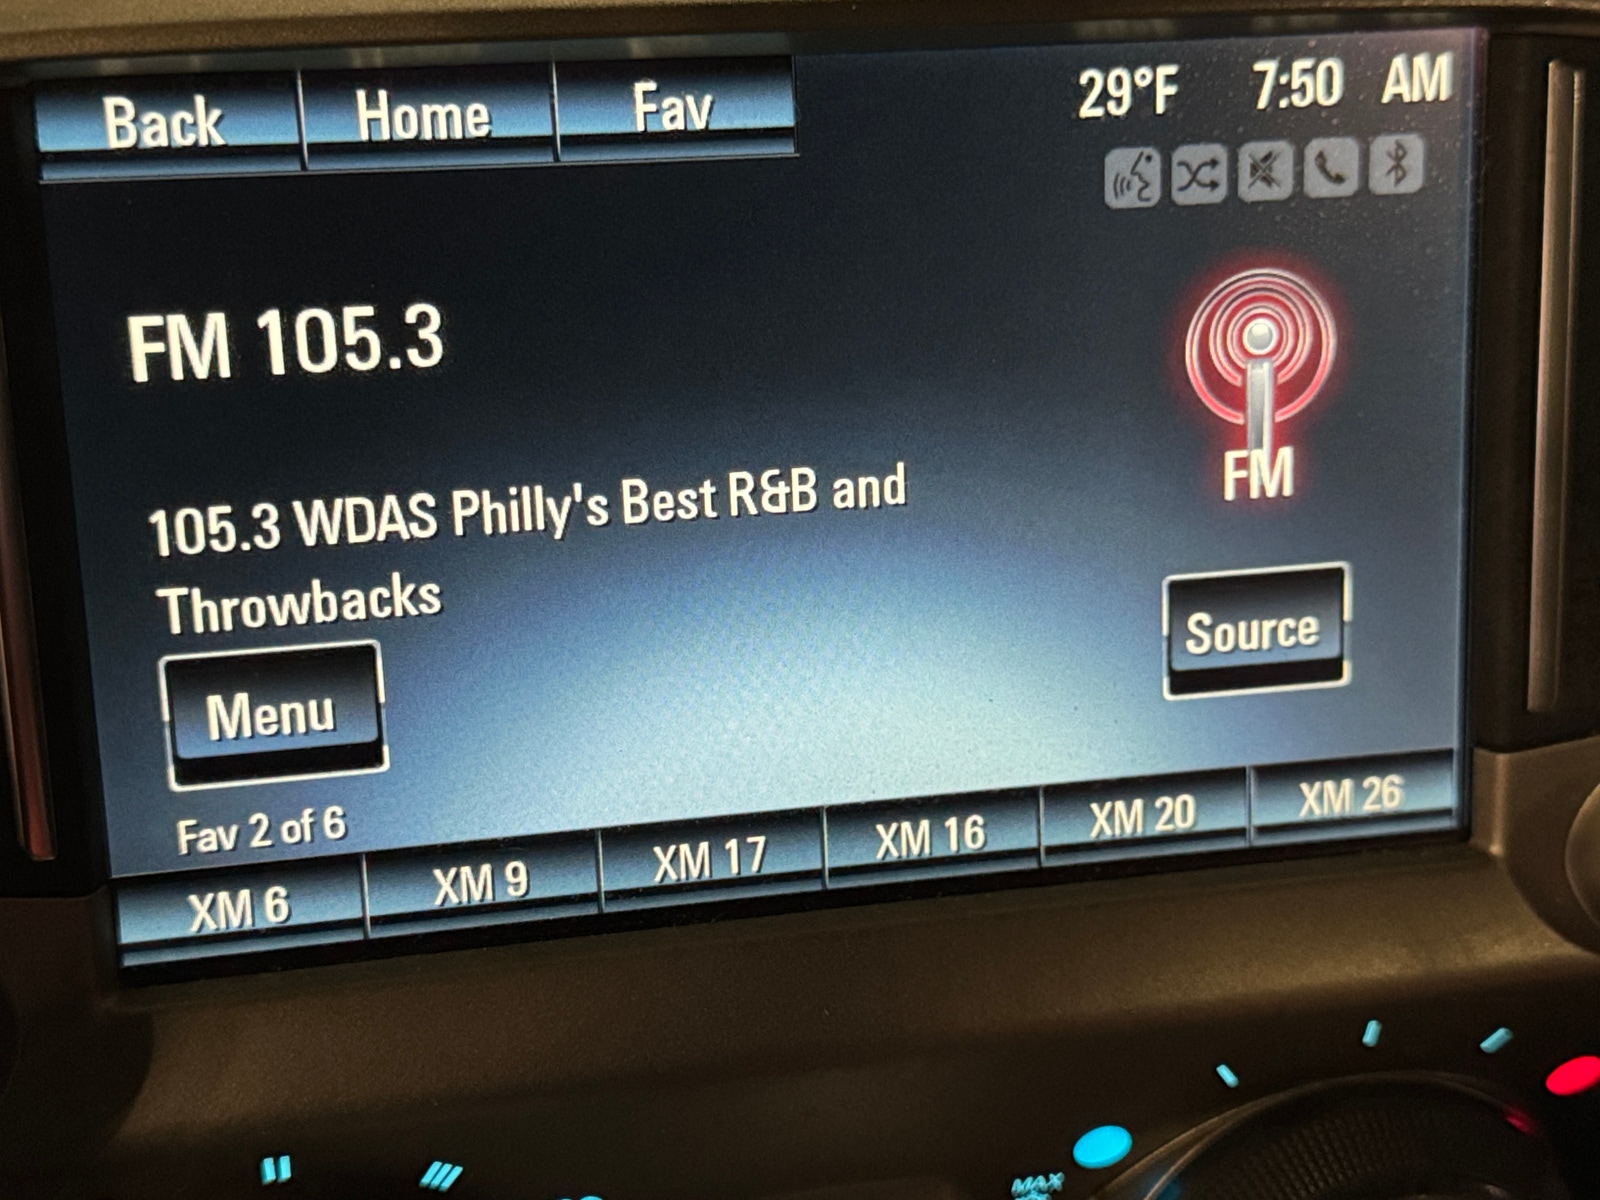 Back Home Fav 29°F 7:50 AM
FM 105.3
FM
105.3 WDAS Philly's Best R&B and
Throwbacks
Source
Menu
Fav 2 of 6
XM 6 XM 9 XM 17 XM 16 XM 20 XM 26
MAX